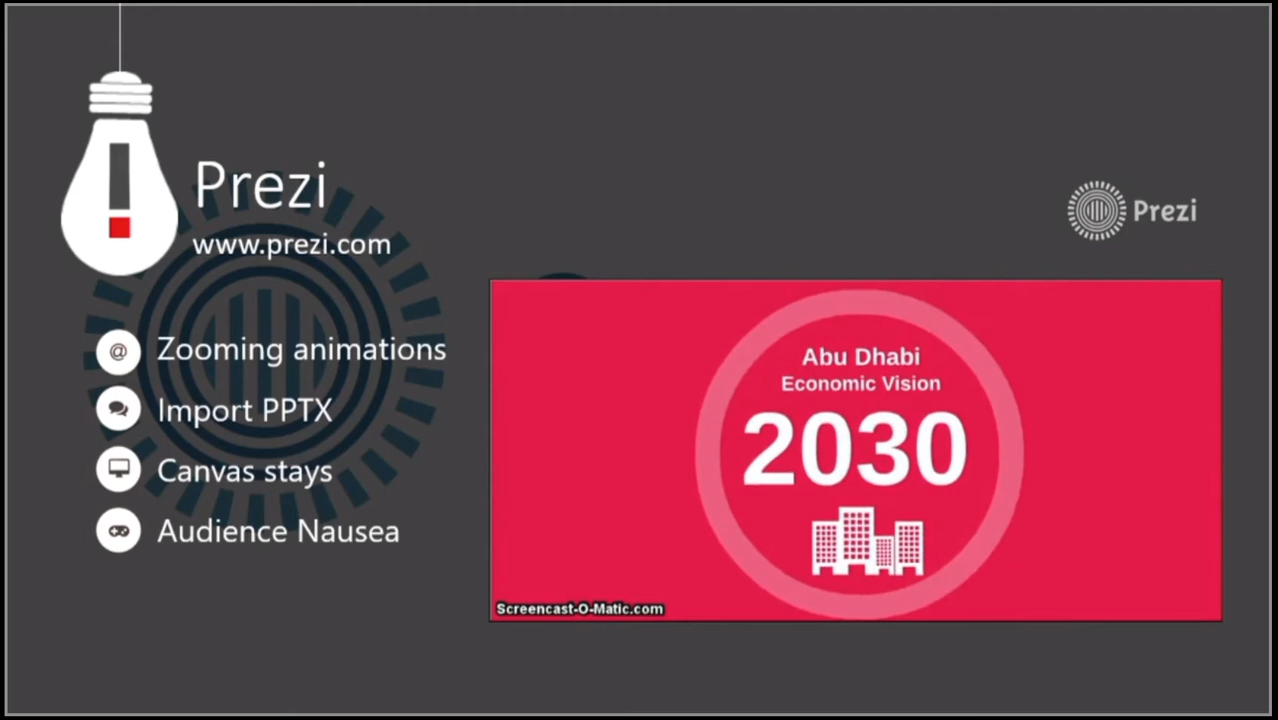 Prezi
www.prezi.com
Zooming animations
Import PPTX
Canvas stays
Audience Nausea
Prezi
Abu Dhabi
Economic Vision
2030
Screencast-O-Matic.com